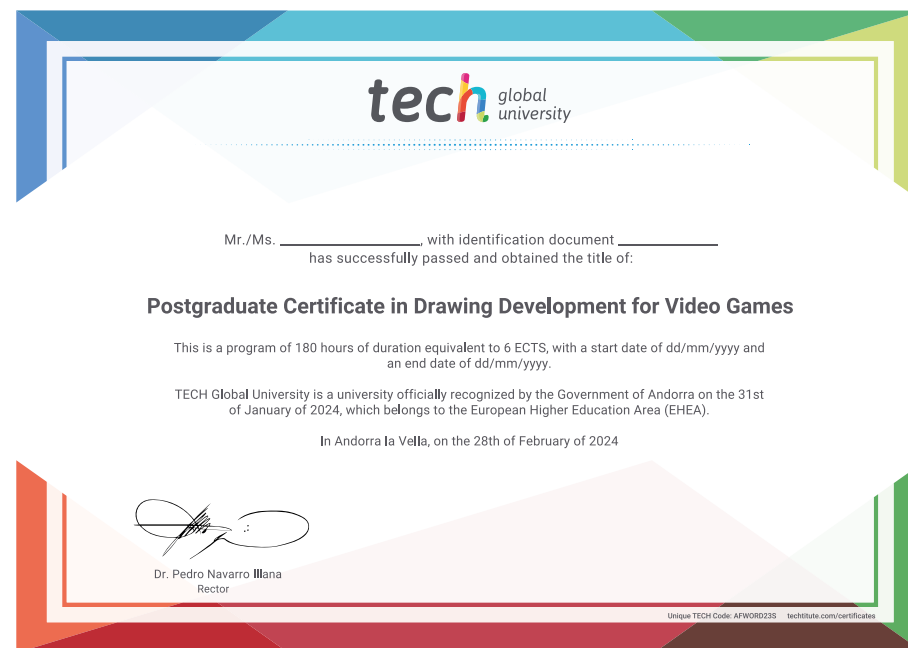 tech global
university
Mr./Ms. ____________________, with identification document ______________
has successfully passed and obtained the title of:
Postgraduate Certificate in Drawing Development for Video Games
This is a program of 180 hours of duration equivalent to 6 ECTS, with a start date of dd/mm/yyyy and
an end date of dd/mm/yyyy.
TECH Global University is a university officially recognized by the Government of Andorra on the 31st
of January of 2024, which belongs to the European Higher Education Area (EHEA).
In Andorra la Vella, on the 28th of February of 2024
Dr. Pedro Navarro Illana
Rector
Unique TECH Code: AFWORD23S techtitute.com/certificates